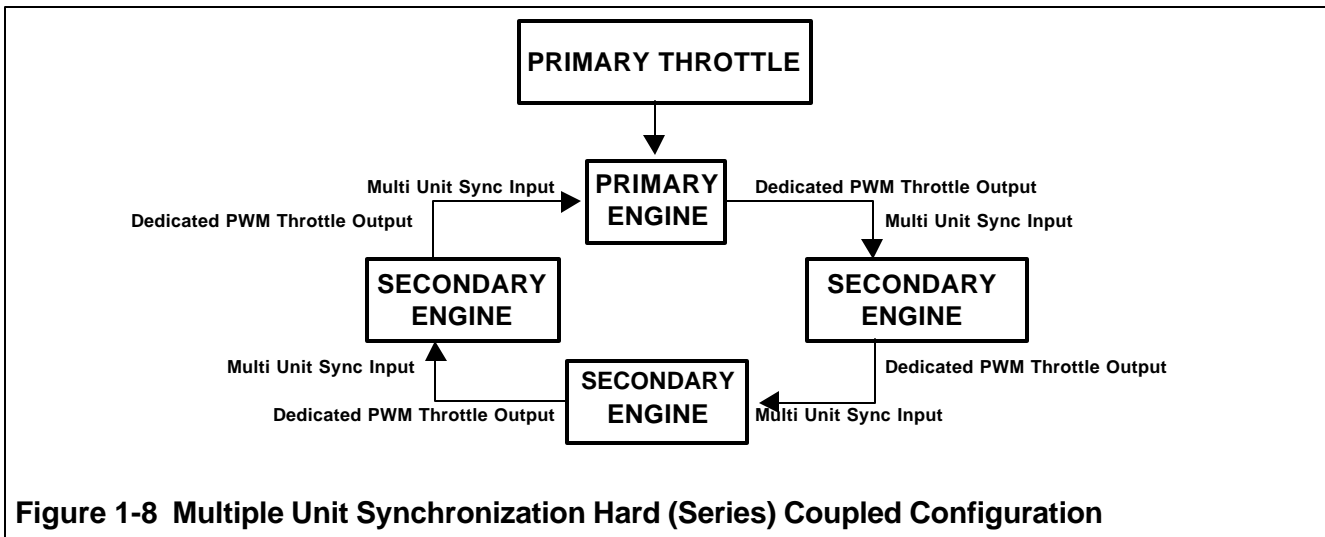 PRIMARY THROTTLE
Multi Unit Sync Input
PRIMARY
ENGINE
Dedicated PWM Throttle Output
Dedicated PWM Throttle Output
Multi Unit Sync Input
SECONDARY
ENGINE
SECONDARY
ENGINE
Multi Unit Sync Input
SECONDARY
ENGINE
Dedicated PWM Throttle Output
Dedicated PWM Throttle Output
Multi Unit Sync Input
Figure 1-8 Multiple Unit Synchronization Hard (Series) Coupled Configuration